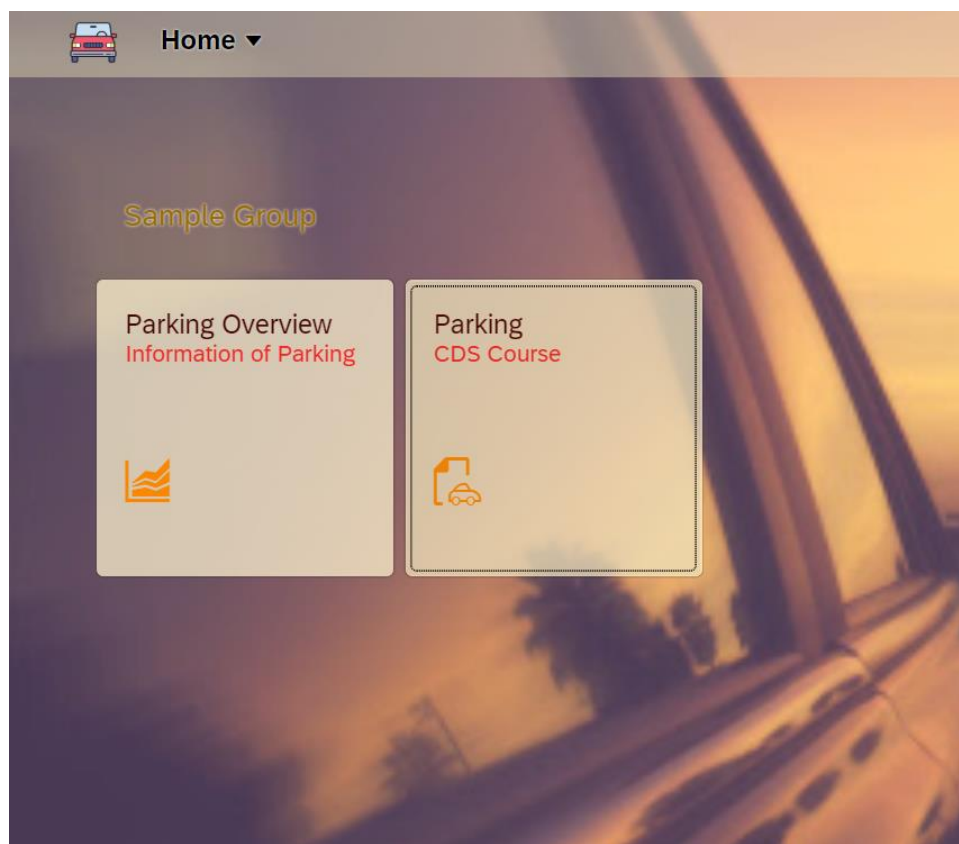 Home
Sample Group
Parking Overview
Information of Parking
Parking
CDS Course